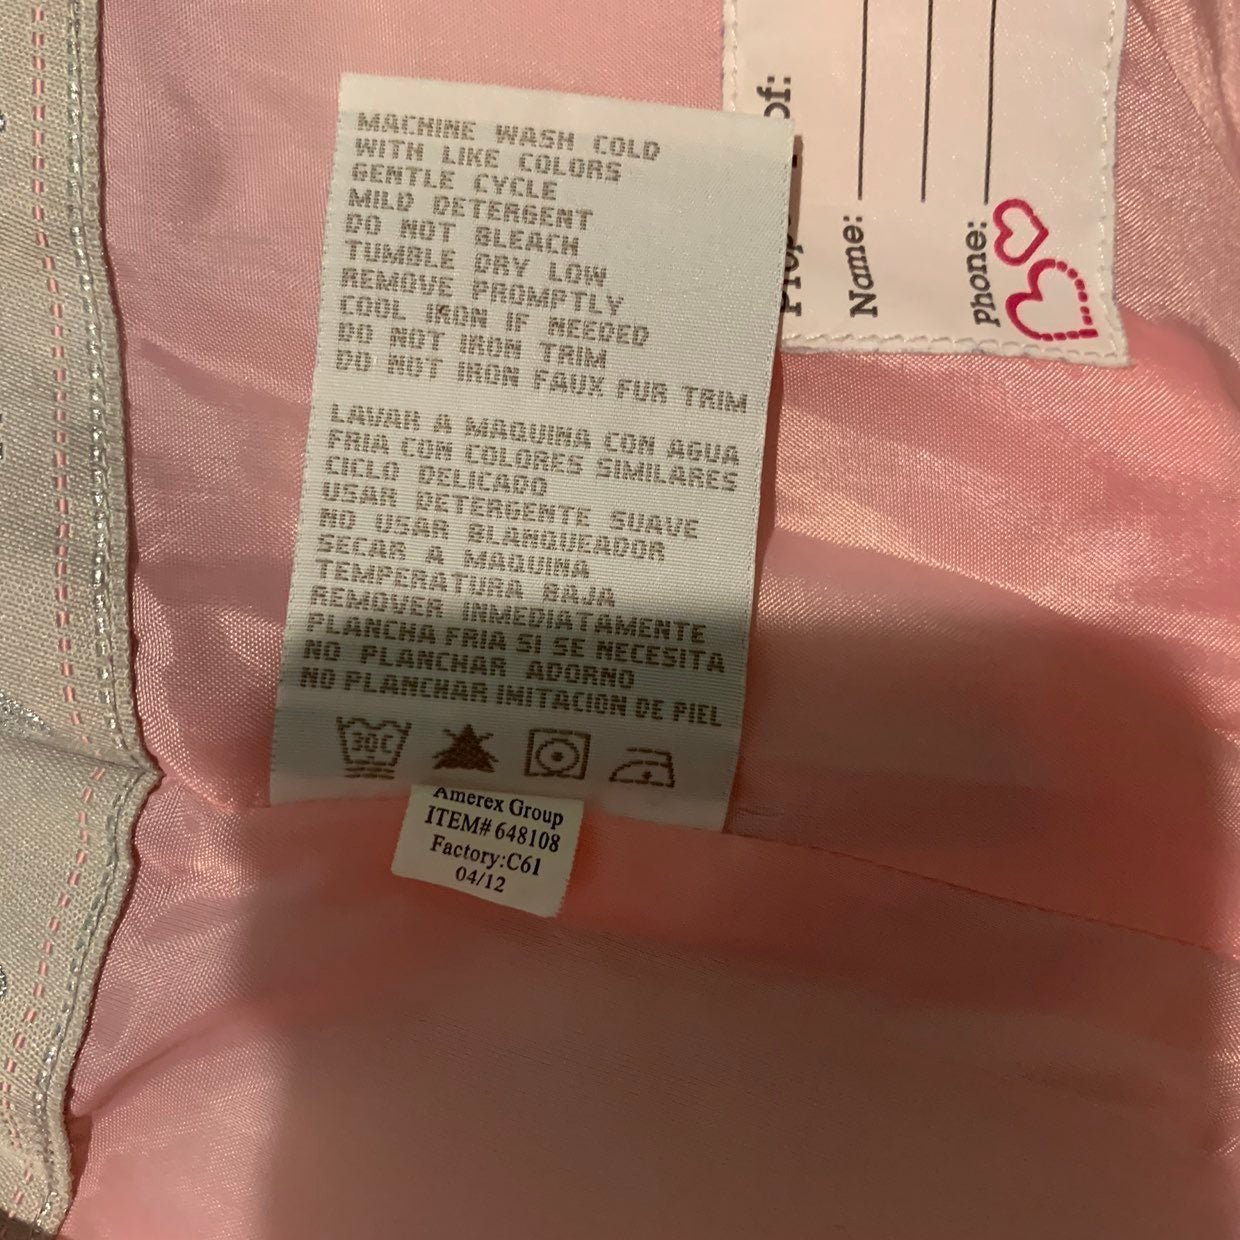 MACHINE WASH COLD
WITH LIKE COLORS
GENTLE CYCLE
MILD DETERGENT
DO NOT BLEACH
TUMBLE DRY LOW
REMOVE PROMPTLY
COOL IRON IF NEEDED
DO NOT IRON TRIM
DO NOT IRON FAUX FUR TRIM
LAVAR A MAQUINA CON AGUA
FRIA CON COLORES SIMILARES
CICLO DELICADO
USAR DETERGENTE SUAVE
NO USAR BLANQUEADOR
SECAR A MAQUINA
TEMPERATURA BAJA
REMOVER INMEDIATAMENTE
PLANCHA FRIA SI SE NECESITA
NO PLANCHAR ADORNO
NO PLANCHAR IMITACION DE PIEL
30C
Amerex Group
ITEM# 648108
Factory:C61
04/12
of:
Name:
Phone: